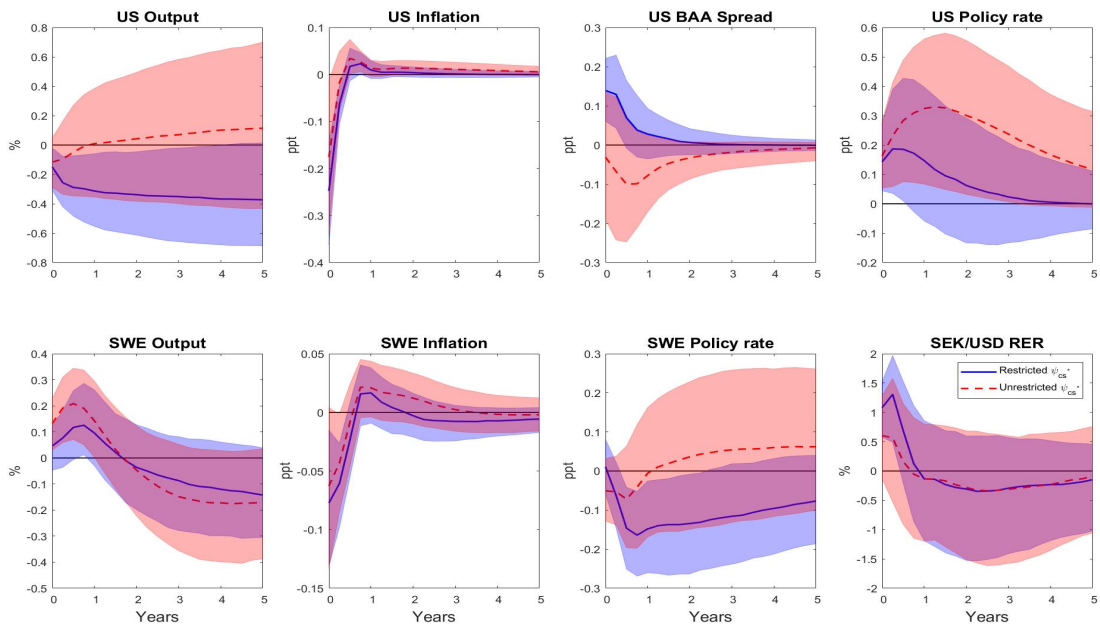 US Output
US Inflation
US BAA Spread
US Policy rate
0.8
0.6
0.4
0.2
0
-0.2
-0.4
-0.6
-0.8
%
0 1 2 3 4 5
0.1
0
-0.1
-0.2
-0.3
-0.4
ppt
0 1 2 3 4 5
0.3
0.2
0.1
0
-0.1
-0.2
-0.3
ppt
0 1 2 3 4 5
0.6
0.5
0.4
0.3
0.2
0.1
0
-0.1
0.2
ppt
0 1 2 3 4 5
SWE Output
SWE Inflation
SWE Policy rate
SEK/USD RER
0.4
0.3
0.2
0.1
0
-0.1
-0.2
-0.3
-0.4
-0.5
%
0 1 2 3 4 5
Years
0.05
0
-0.05
-0.1
-0.15
ppt
0 1 2 3 4 5
Years
0.3
0.2
0.1
0
-0.1
-0.2
-0.3
ppt
0 1 2 3 4 5
Years
2
1.5
1
0.5
0
-0.5
-1
-1.5
-2
%
0 1 2 3 4 5
Years
Restricted ψcs*
Unrestricted ψcs*